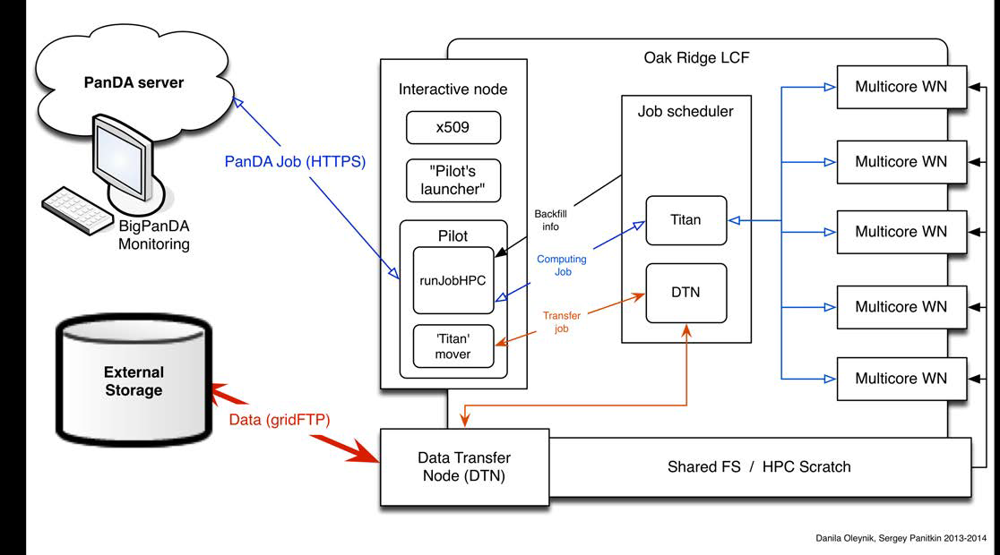 PanDA server
BigPanDA
Monitoring
PanDA Job (HTTPS)
External
Storage
Data (gridFTP)
Oak Ridge LCF
Interactive node
x509
"Pilot's
launcher"
Pilot
runJobHPC
'Titan'
mover
Backfill
info
Computing
Job
Transfer
job
Job scheduler
Titan
DTN
Multicore WN
Multicore WN
Multicore WN
Multicore WN
Multicore WN
Data Transfer
Node (DTN)
Shared FS / HPC Scratch
Danila Oleynik, Sergey Panitkin 2013-2014